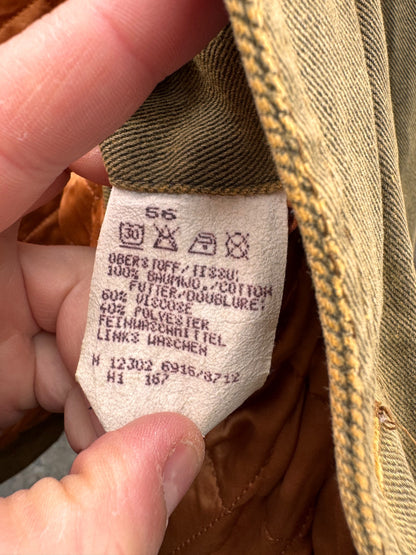 56
30
OBERSTOFF/TISSU:
100% BAUMWO../COTTON
FUTTER/DOUBLURE:
60% VISCOSE
40% POLYESTER
FEINWASCHMITTEL
LINKS WASCHEN
N 12302 6916/8712
H1 167